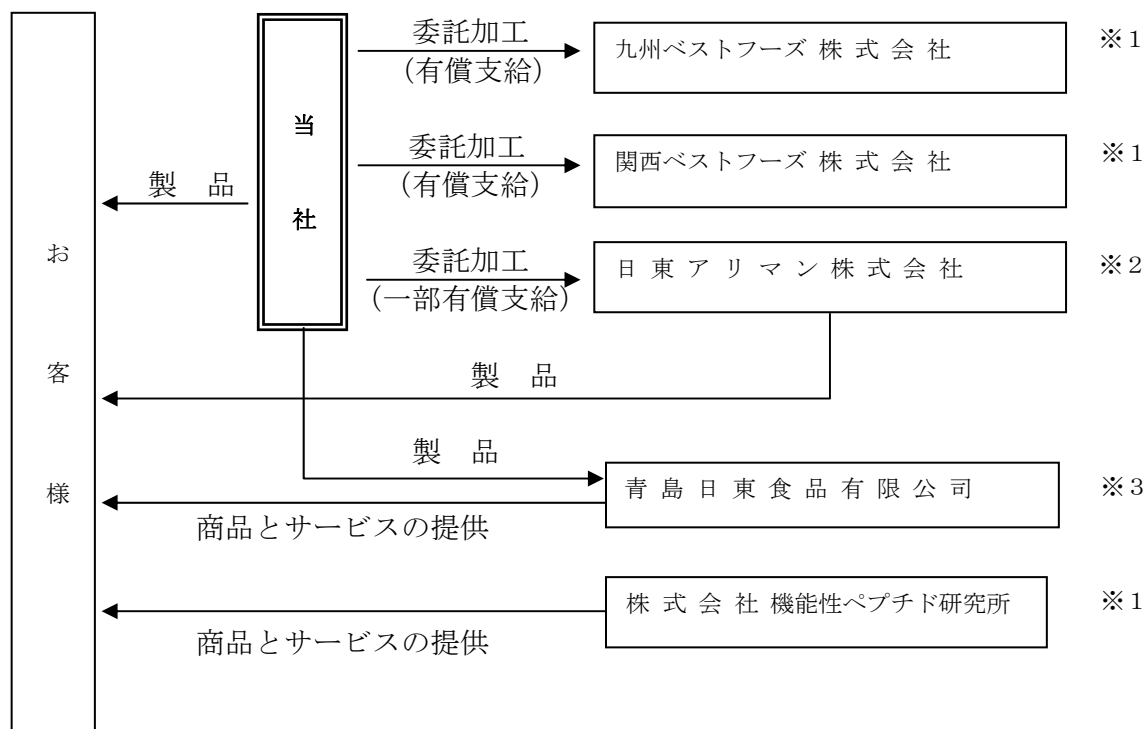 委託加工
(有償支給)
九州ベストフーズ 株 式 会 社
※1
当社
委託加工
(有償支給)
関西ベストフーズ 株 式 会 社
※1
製 品
委託加工
(一部有償支給)
日 東 ア リ マ ン 株 式 会 社
※2
お客様
製 品
製 品
青 島 日 東 食 品 有 限 公 司
※3
商品とサービスの提供
株 式 会 社 機能性ペプチド研究所
※1
商品とサービスの提供